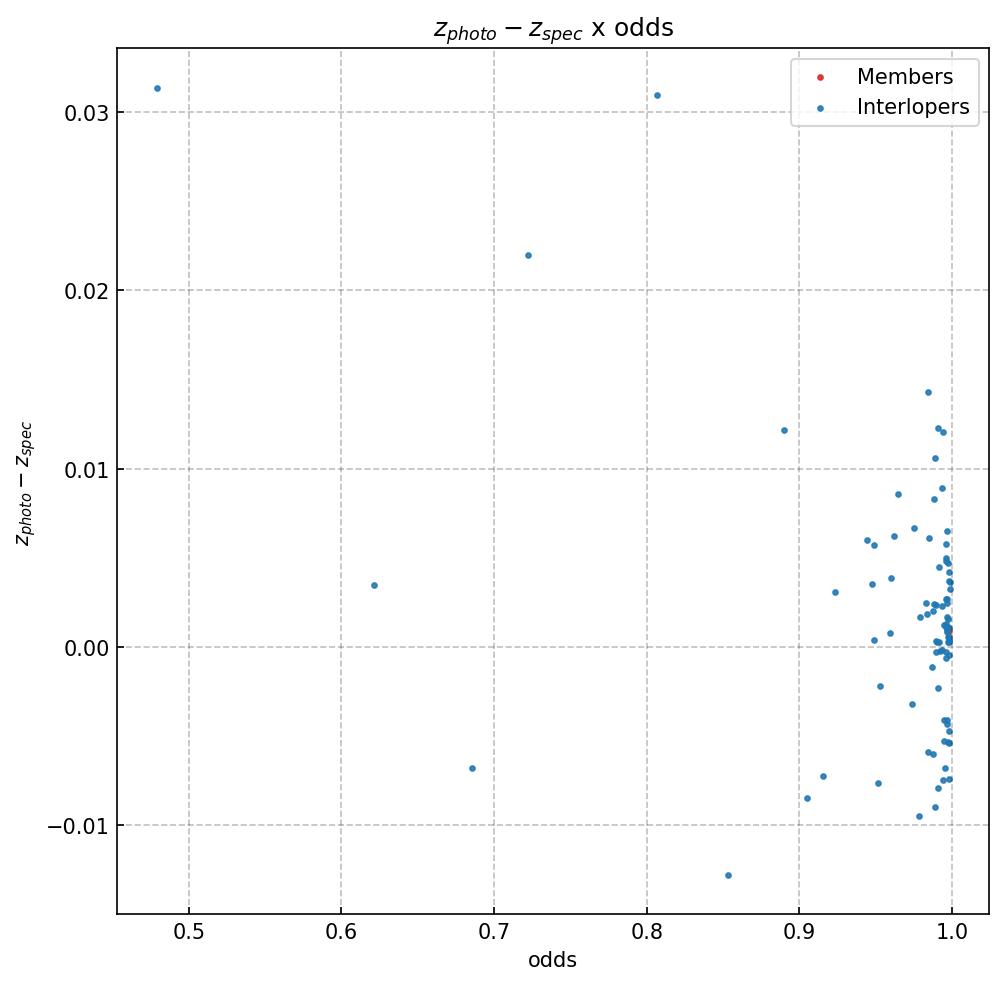 z_photo − z_spec x odds
Members
Interlopers
0.03
0.02
0.01
0.00
−0.01
z_photo − z_spec
0.5 0.6 0.7 0.8 0.9 1.0
odds